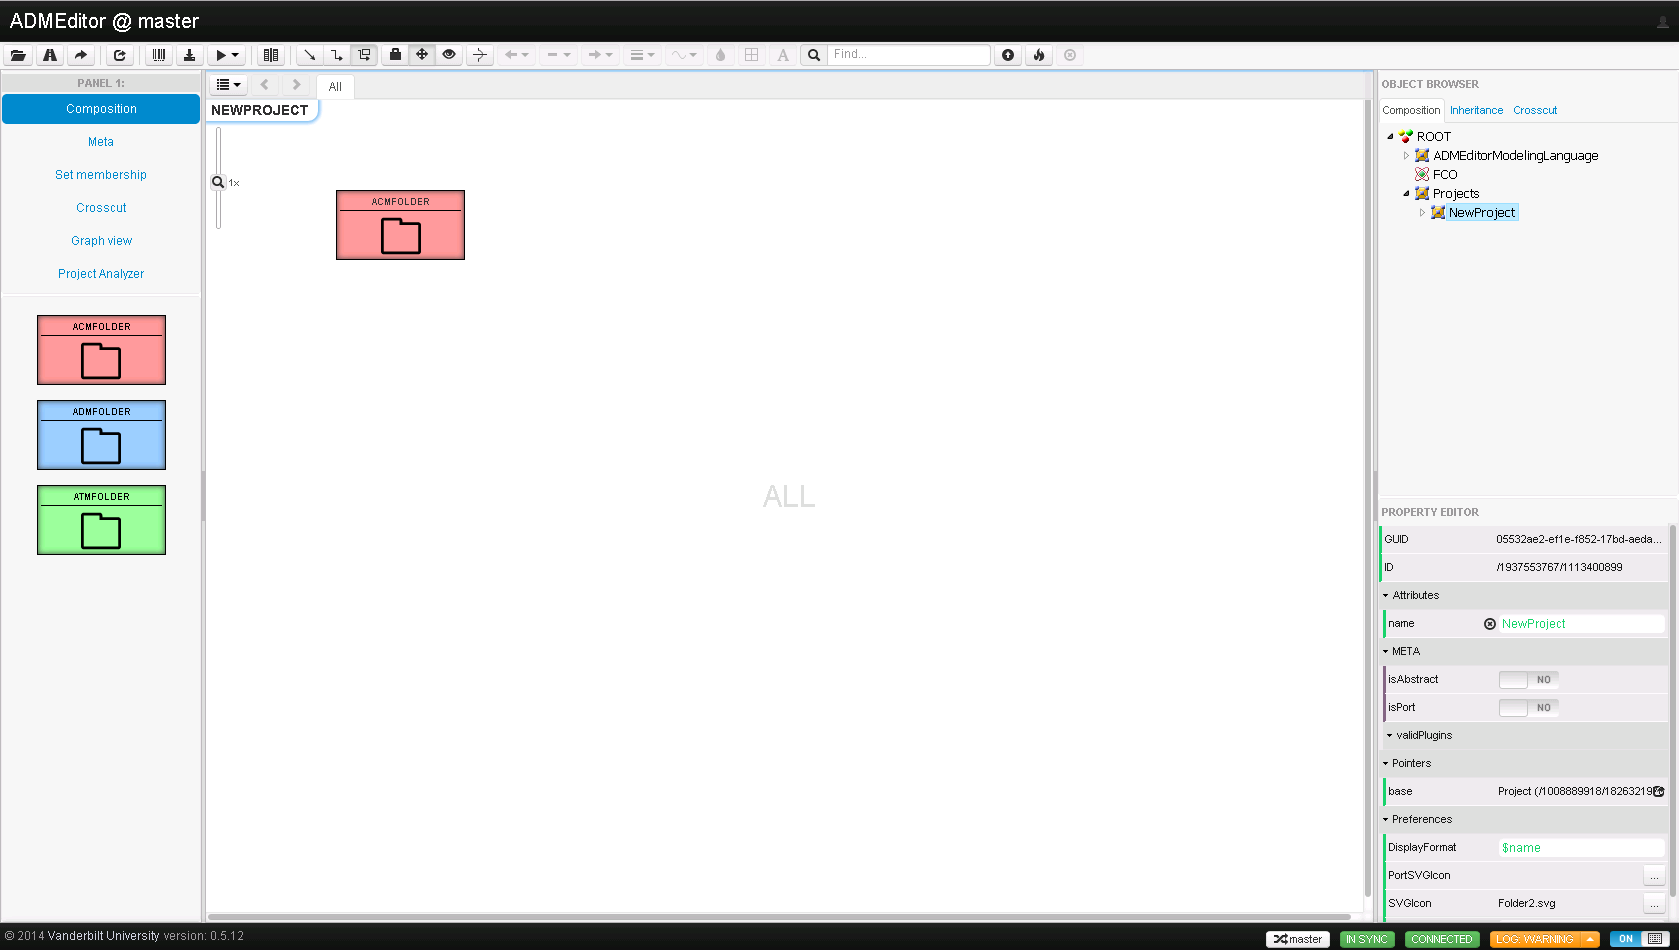 ADMEditor @ master
Find...
PANEL 1:
Composition
Meta
Set membership
Crosscut
Graph view
Project Analyzer
ACMFOLDER
ADMFOLDER
ATMFOLDER
All
NEWPROJECT
1x
ACMFOLDER
ALL
OBJECT BROWSER
Composition Inheritance Crosscut
ROOT
ADMEditorModelingLanguage
FCO
Projects
NewProject
PROPERTY EDITOR
GUID 05532ae2-ef1e-f852-17bd-aeda...
ID /1937553767/1113400899
Attributes
name NewProject
META
isAbstract NO
isPort NO
validPlugins
Pointers
base Project (/1008889918/18263219
Preferences
DisplayFormat $name
PortSVGIcon ...
SVGIcon Folder2.svg ...
© 2014 Vanderbilt University version: 0.5.12
master IN SYNC CONNECTED LOG: WARNING ON